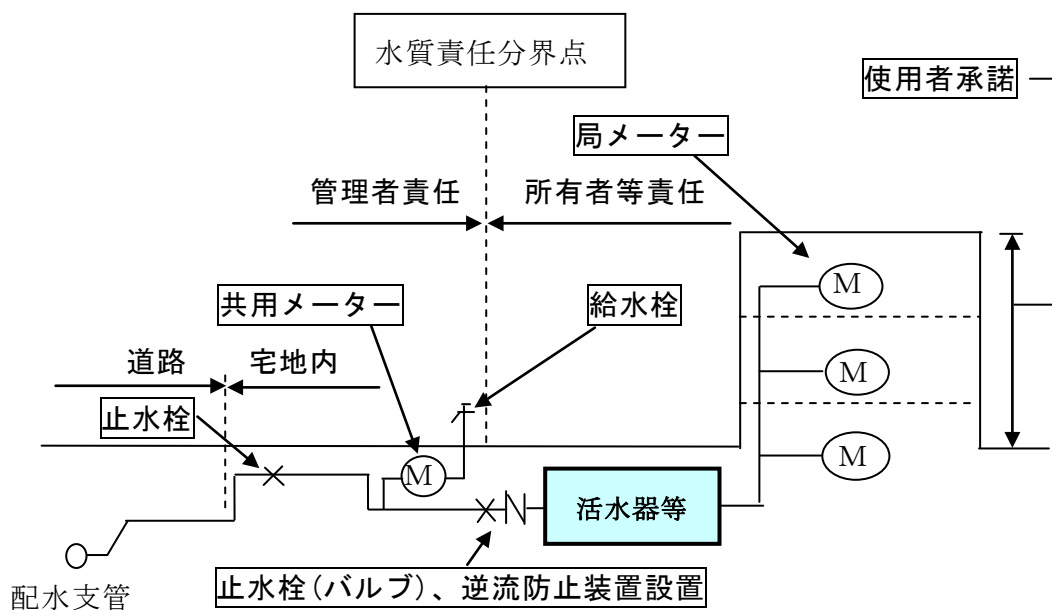 水質責任分界点
使用者承諾
局メーター
管理者責任
所有者等責任
M
共用メーター
給水栓
道路
宅地内
M
止水栓
M
M
活水器等
止水栓(バルブ)、逆流防止装置設置
配水支管